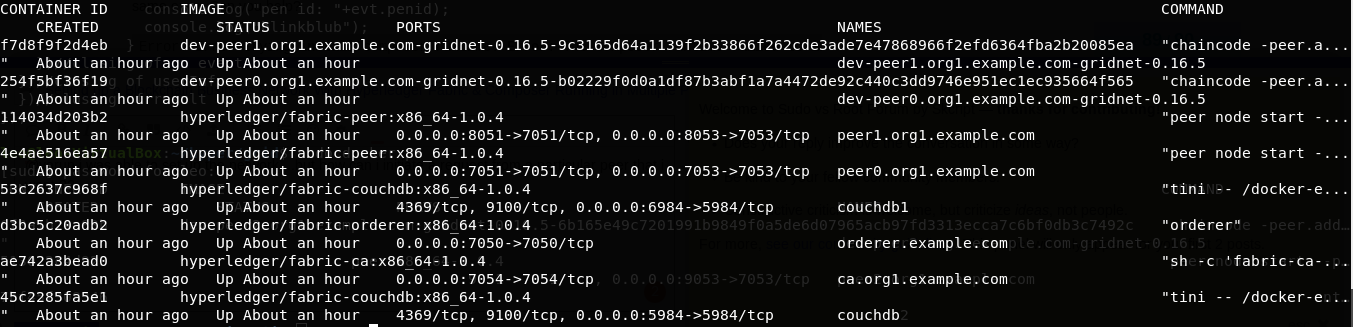 CONTAINER ID        IMAGE                                                                                                     COMMAND
    CREATED             STATUS              PORTS                                            NAMES
f7d8f9f2d4eb        dev-peer1.org1.example.com-gridnet-0.16.5-9c3165d64a1139f2b33866f262cde3ade7e47868966f2efd6364fba2b20085ea   "chaincode -peer.a...
"   About an hour ago   Up About an hour                                                     dev-peer1.org1.example.com-gridnet-0.16.5
254f5bf36f19        dev-peer0.org1.example.com-gridnet-0.16.5-b02229f0d0a1df87b3abf1a7a4472de92c440c3dd9746e951ec1ec935664f565   "chaincode -peer.a...
"   About an hour ago   Up About an hour                                                     dev-peer0.org1.example.com-gridnet-0.16.5
114034d203b2        hyperledger/fabric-peer:x86_64-1.0.4                                                                         "peer node start -...
"   About an hour ago   Up About an hour    0.0.0.0:8051->7051/tcp, 0.0.0.0:8053->7053/tcp   peer1.org1.example.com
4e4ae516ea57        hyperledger/fabric-peer:x86_64-1.0.4                                                                         "peer node start -...
"   About an hour ago   Up About an hour    0.0.0.0:7051->7051/tcp, 0.0.0.0:7053->7053/tcp   peer0.org1.example.com
53c2637c968f        hyperledger/fabric-couchdb:x86_64-1.0.4                                                                      "tini -- /docker-e...
"   About an hour ago   Up About an hour    4369/tcp, 9100/tcp, 0.0.0.0:6984->5984/tcp       couchdb1
d3bc5c20adb2        hyperledger/fabric-orderer:x86_64-1.0.4                                                                      "orderer"
"   About an hour ago   Up About an hour    0.0.0.0:7050->7050/tcp                           orderer.example.com
ae742a3bead0        hyperledger/fabric-ca:x86_64-1.0.4                                                                           "sh -c 'fabric-ca-...
"   About an hour ago   Up About an hour    0.0.0.0:7054->7054/tcp                           ca.org1.example.com
45c2285fa5e1        hyperledger/fabric-couchdb:x86_64-1.0.4                                                                      "tini -- /docker-e...
"   About an hour ago   Up About an hour    4369/tcp, 9100/tcp, 0.0.0.0:5984->5984/tcp       couchdb